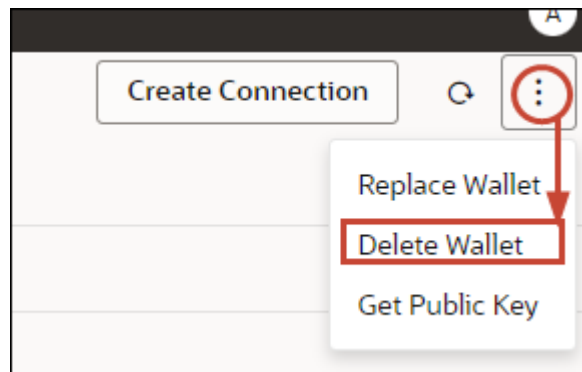 A
Create Connection
Replace Wallet
Delete Wallet
Get Public Key